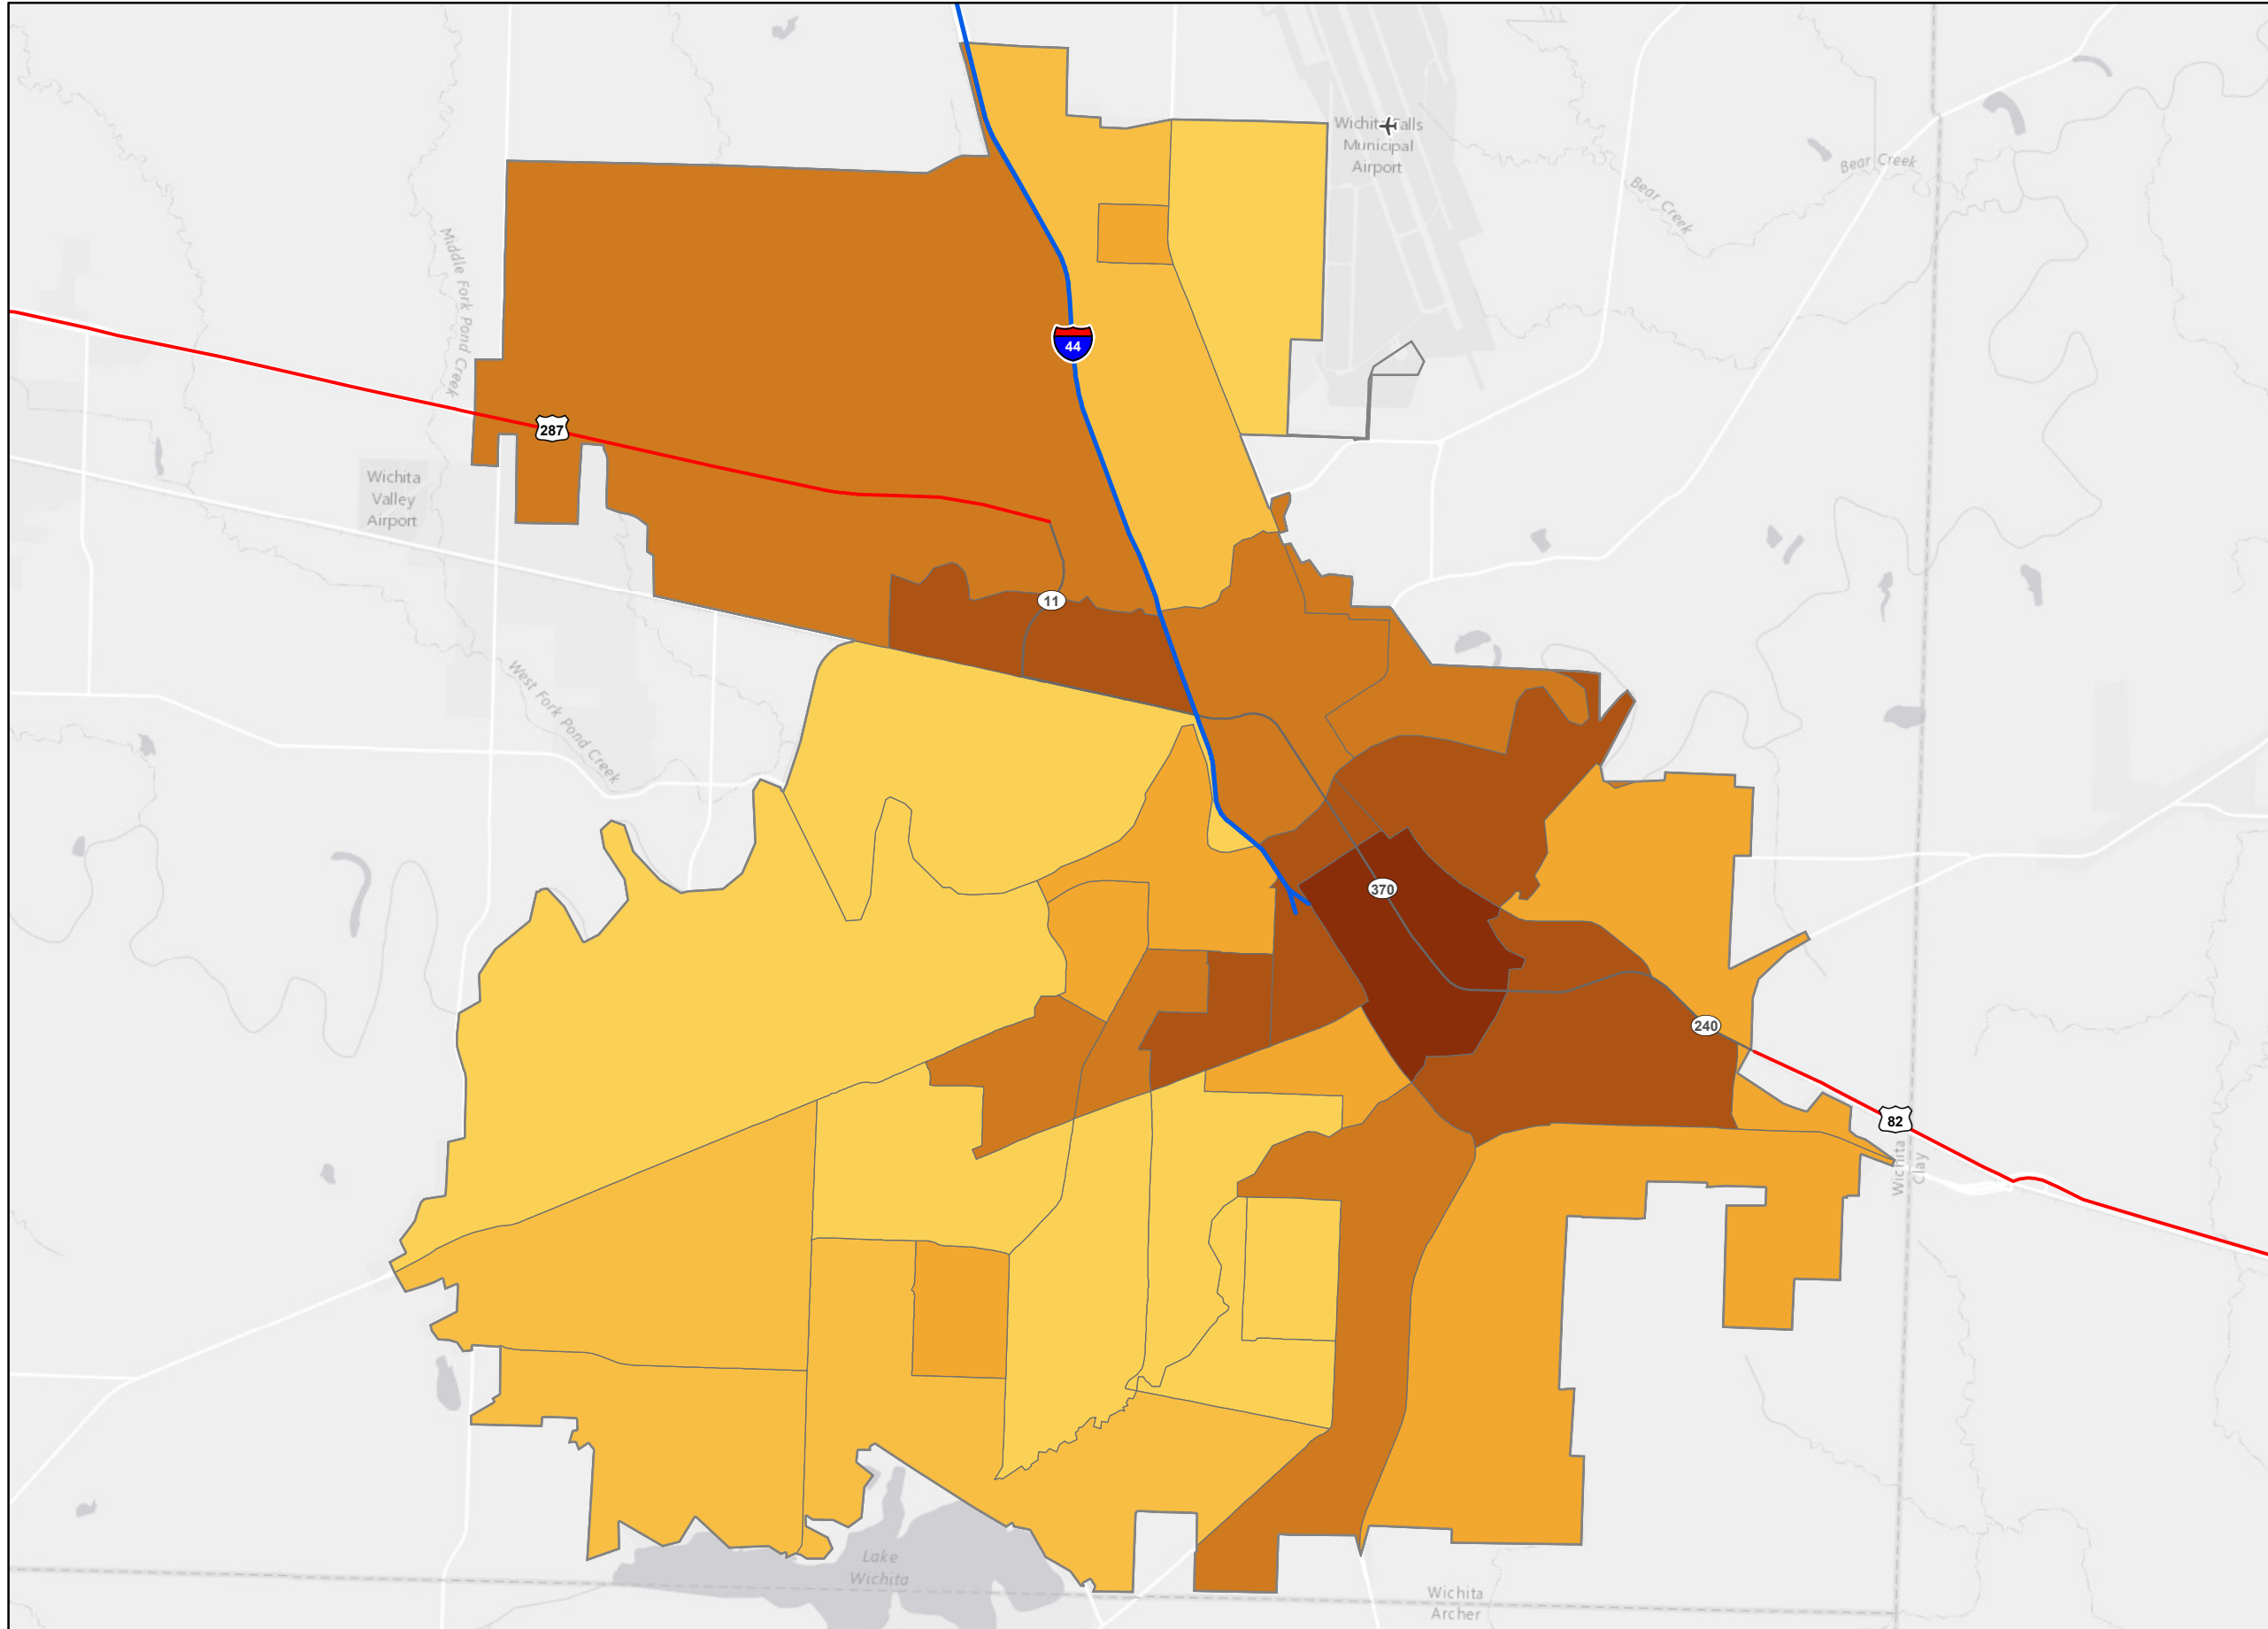 Wichita Falls
Municipal
Airport
Bear Creek
Bear Creek
Middle Fork Pond Creek
44
287
Wichita
Valley
Airport
11
West Fork Pond Creek
370
240
82
Wichita
Clay
Lake
Wichita
Wichita
Archer